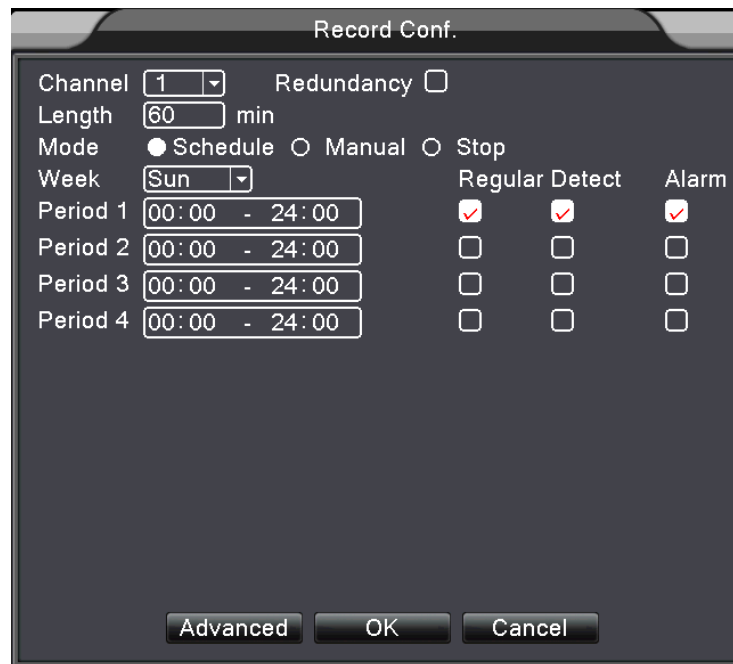 Record Conf.
Channel 1 Redundancy
Length 60 min
Mode Schedule Manual Stop
Week Sun Regular Detect Alarm
Period 1 00:00 - 24:00
Period 2 00:00 - 24:00
Period 3 00:00 - 24:00
Period 4 00:00 - 24:00
Advanced OK Cancel